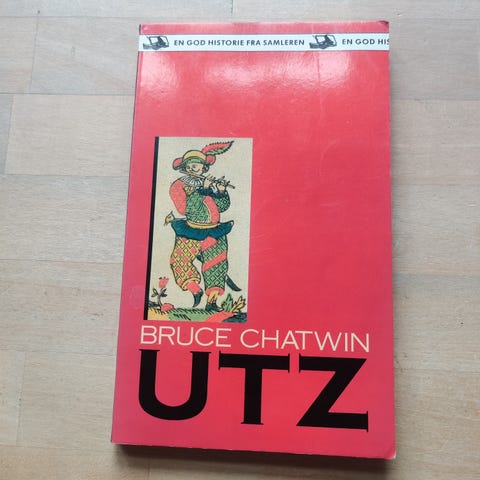 EN GOD HISTORIE FRA SAMLEREN EN GOD HIS
BRUCE CHATWIN
UTZ